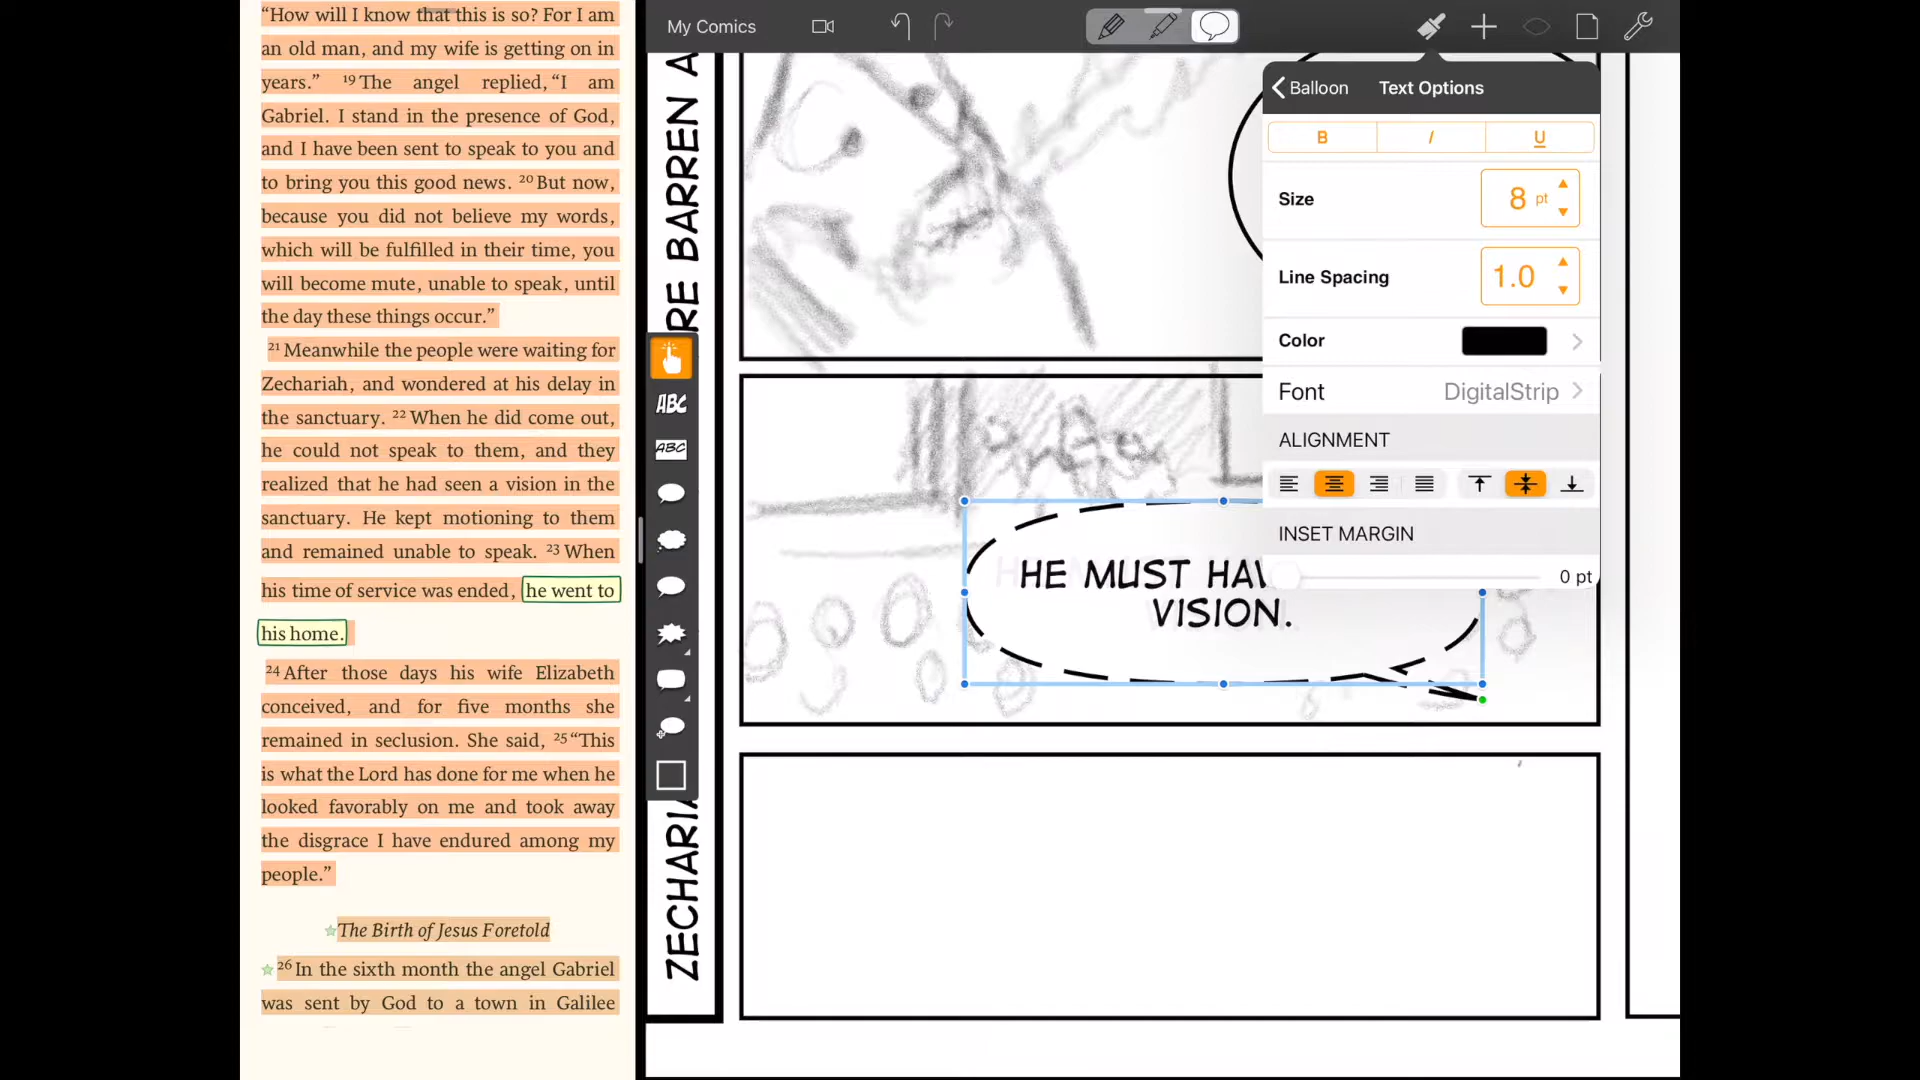 “How will I know that this is so? For I am
an old man, and my wife is getting on in
years.” 19 The angel replied, “I am
Gabriel. I stand in the presence of God,
and I have been sent to speak to you and
to bring you this good news. 20 But now,
because you did not believe my words,
which will be fulfilled in their time, you
will become mute, unable to speak, until
the day these things occur.”
21 Meanwhile the people were waiting for
Zechariah, and wondered at his delay in
the sanctuary. 22 When he did come out,
he could not speak to them, and they
realized that he had seen a vision in the
sanctuary. He kept motioning to them
and remained unable to speak. 23 When
his time of service was ended, he went to
his home.
24 After those days his wife Elizabeth
conceived, and for five months she
remained in seclusion. She said, 25 “This
is what the Lord has done for me when he
looked favorably on me and took away
the disgrace I have endured among my
people.”
The Birth of Jesus Foretold
26 In the sixth month the angel Gabriel
was sent by God to a town in Galilee
My Comics
ABC
ABC
RE BARREN A
ZECHARIA
HE MUST HAV
VISION.
Balloon Text Options
B I U
Size 8 pt
Line Spacing 1.0
Color
Font DigitalStrip
ALIGNMENT
INSET MARGIN
0 pt